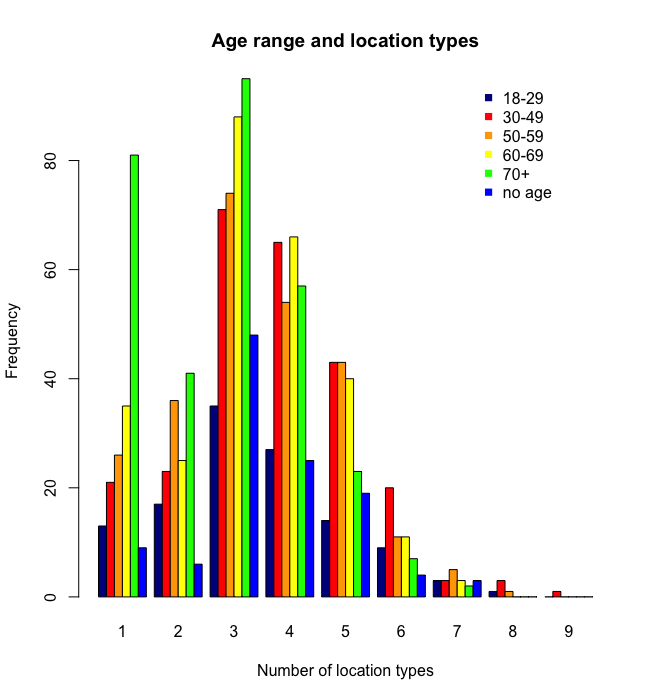 Age range and location types
18-29
30-49
50-59
60-69
70+
no age
Frequency
80
60
40
20
0
1 2 3 4 5 6 7 8 9
Number of location types